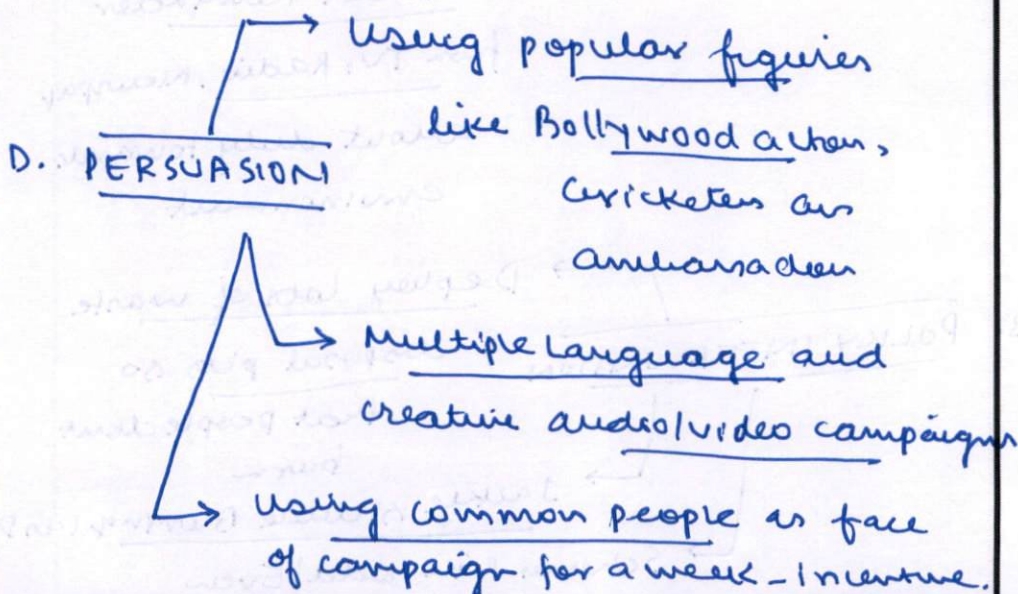 Using popular figures
like Bollywood actors,
D. PERSUASION
Cricketers as
ambassadors
Multiple language and
creative audio/video campaigns
Using common people as face
of campaign for a week - Incentive.